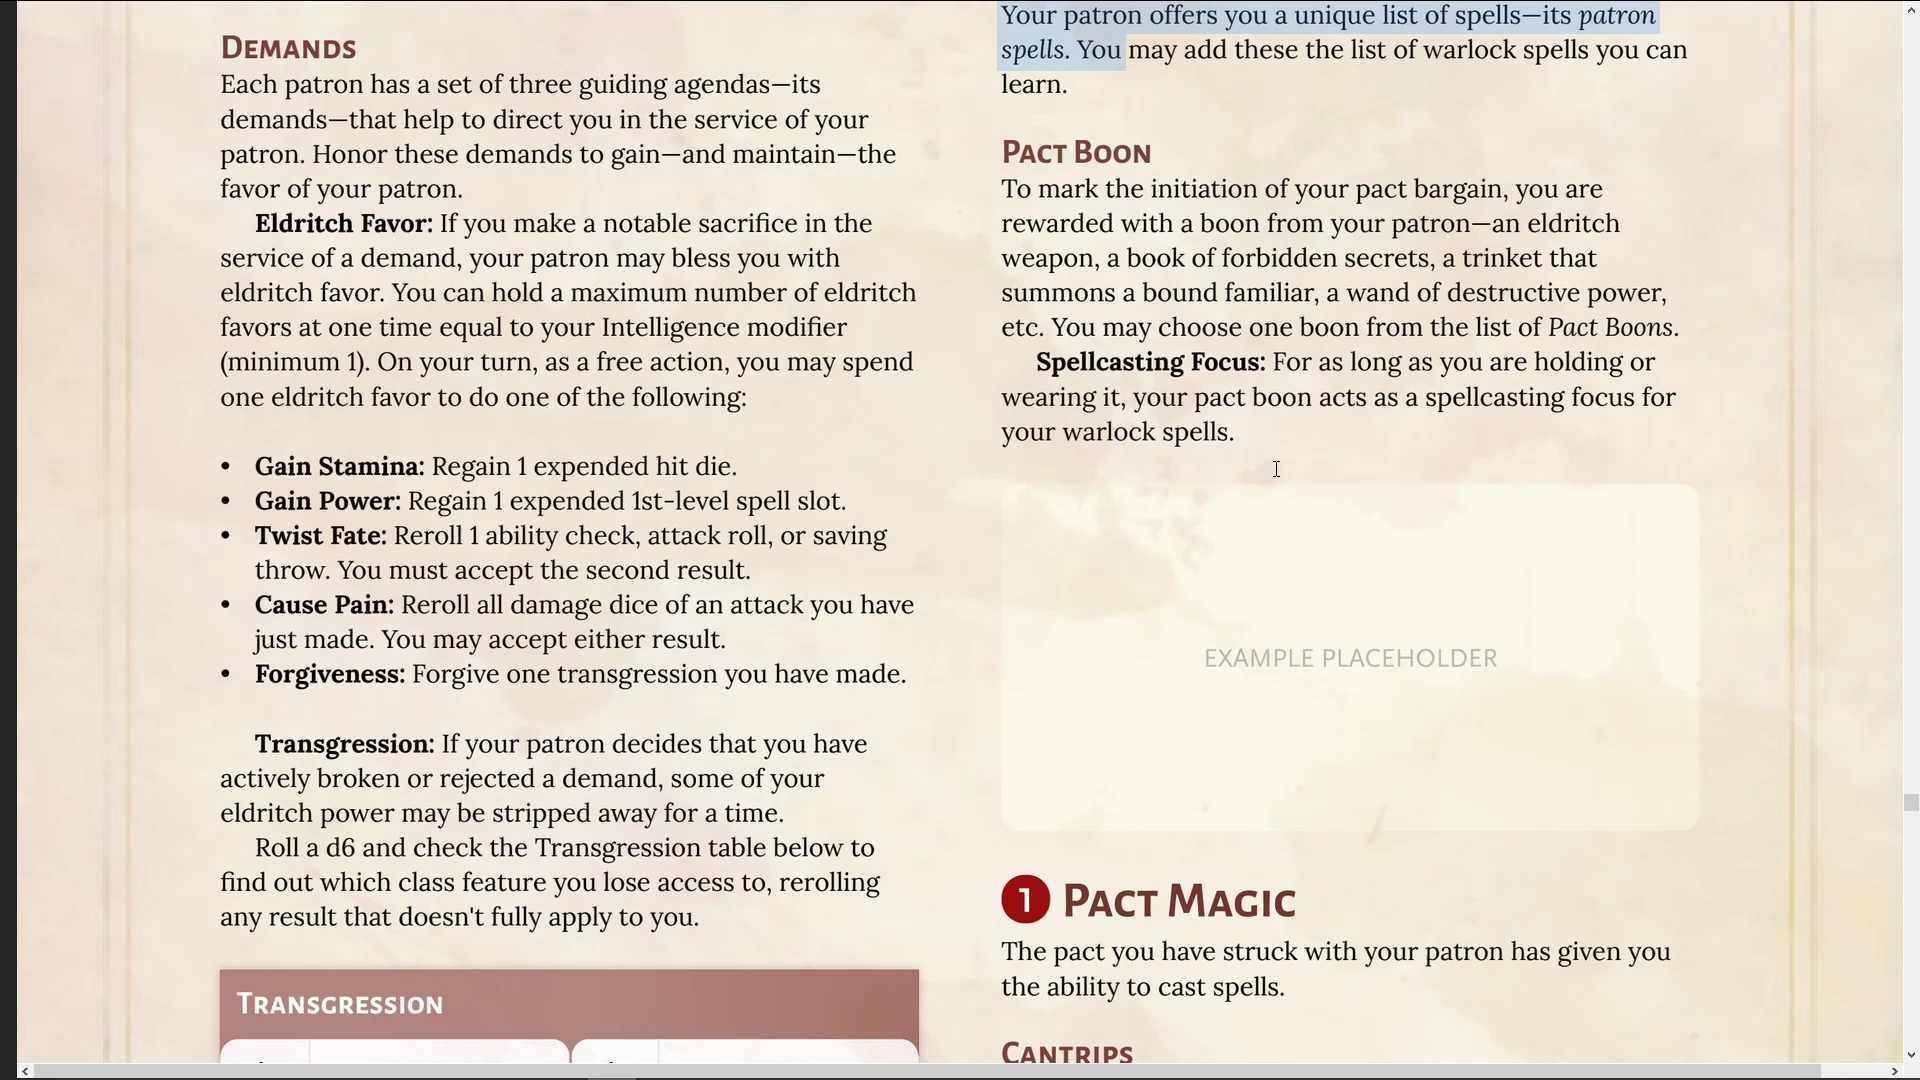 DEMANDS
Each patron has a set of three guiding agendas—its
demands—that help to direct you in the service of your
patron. Honor these demands to gain—and maintain—the
favor of your patron.
Eldritch Favor: If you make a notable sacrifice in the
service of a demand, your patron may bless you with
eldritch favor. You can hold a maximum number of eldritch
favors at one time equal to your Intelligence modifier
(minimum 1). On your turn, as a free action, you may spend
one eldritch favor to do one of the following:
• Gain Stamina: Regain 1 expended hit die.
• Gain Power: Regain 1 expended 1st-level spell slot.
• Twist Fate: Reroll 1 ability check, attack roll, or saving
throw. You must accept the second result.
• Cause Pain: Reroll all damage dice of an attack you have
just made. You may accept either result.
• Forgiveness: Forgive one transgression you have made.
Transgression: If your patron decides that you have
actively broken or rejected a demand, some of your
eldritch power may be stripped away for a time.
Roll a d6 and check the Transgression table below to
find out which class feature you lose access to, rerolling
any result that doesn't fully apply to you.
TRANSGRESSION
Your patron offers you a unique list of spells—its patron
spells. You may add these the list of warlock spells you can
learn.
PACT BOON
To mark the initiation of your pact bargain, you are
rewarded with a boon from your patron—an eldritch
weapon, a book of forbidden secrets, a trinket that
summons a bound familiar, a wand of destructive power,
etc. You may choose one boon from the list of Pact Boons.
Spellcasting Focus: For as long as you are holding or
wearing it, your pact boon acts as a spellcasting focus for
your warlock spells.
EXAMPLE PLACEHOLDER
1 PACT MAGIC
The pact you have struck with your patron has given you
the ability to cast spells.
CANTRIPS